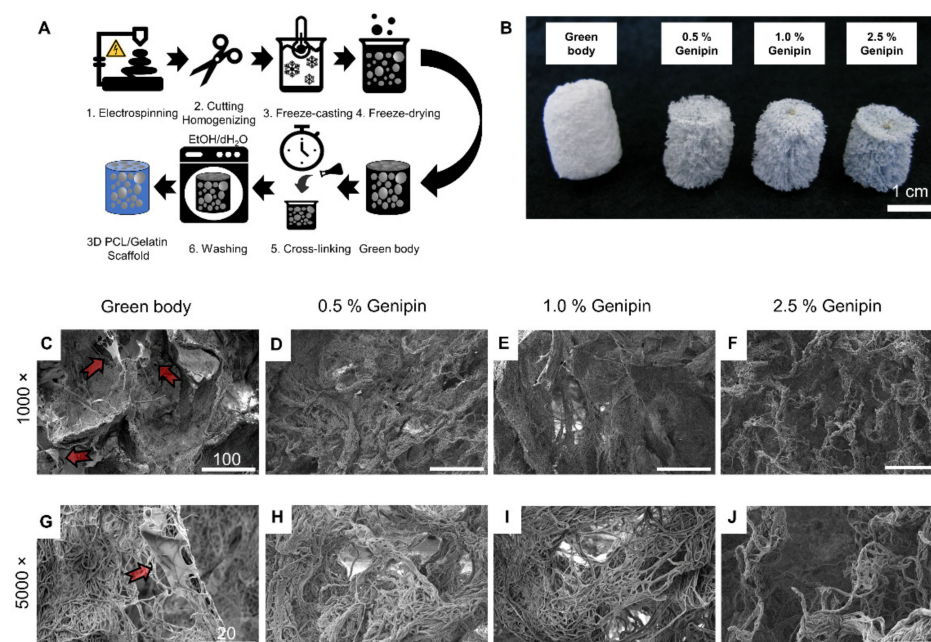 A
1. Electrospinning
2. Cutting
Homogenizing
3. Freeze-casting
4. Freeze-drying
EtOH/dH2O
3D PCL/Gelatin
Scaffold
6. Washing
5. Cross-linking
Green body
B
Green
body
0.5 %
Genipin
1.0 %
Genipin
2.5 %
Genipin
1 cm
Green body
0.5 % Genipin
1.0 % Genipin
2.5 % Genipin
1000 ×
C
100
D
E
F
5000 ×
G
20
H
I
J